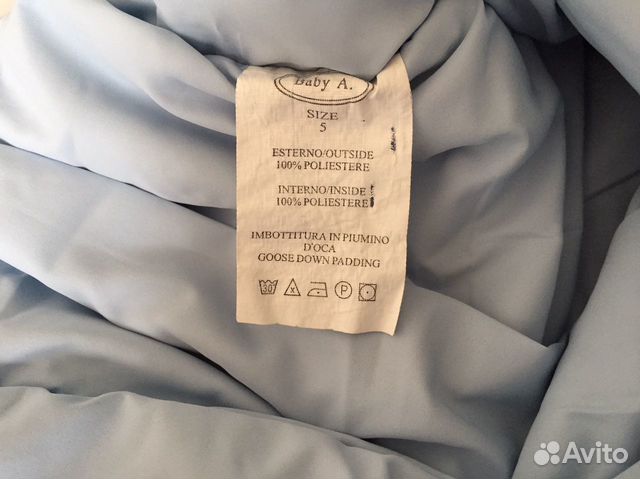 Baby A.
SIZE
5
ESTERNO/OUTSIDE
100% POLIESTERE
INTERNO/INSIDE
100% POLIESTERE
IMBOTTITURA IN PIUMINO
D'OCA
GOOSE DOWN PADDING
30 P
Avito